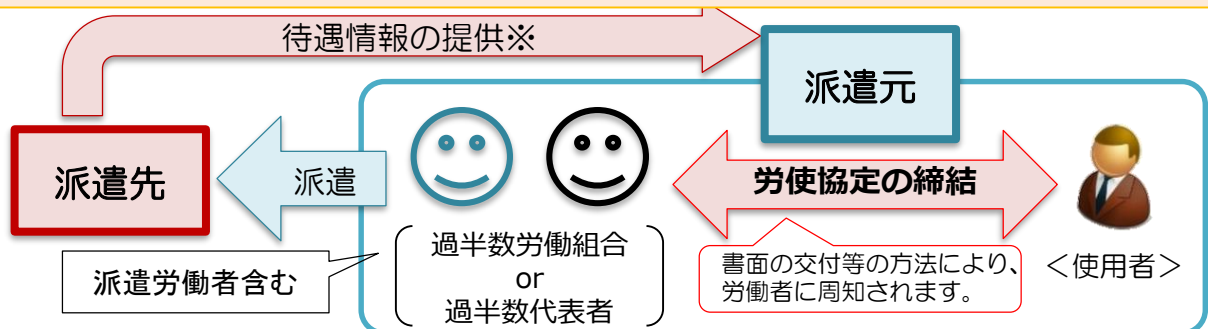 待遇情報の提供※
派遣元
派遣先
派遣
労使協定の締結
過半数労働組合
or
過半数代表者
派遣労働者含む
書面の交付等の方法により、
労働者に周知されます。
＜使用者＞